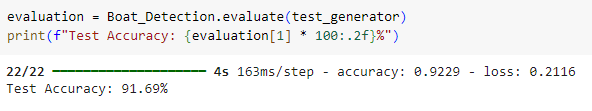 evaluation = Boat_Detection.evaluate(test_generator)
print(f"Test Accuracy: {evaluation[1] * 100:.2f}%")
22/22 ━━━━━━━━━━━━━━━━━━━━ 4s 163ms/step - accuracy: 0.9229 - loss: 0.2116
Test Accuracy: 91.69%